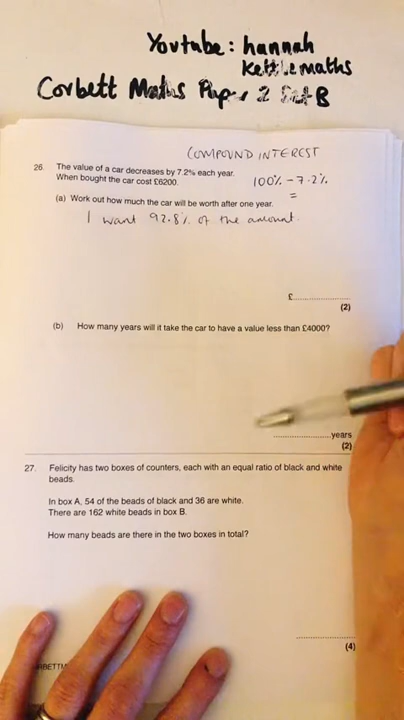 Youtube: hannah
Kettlemaths
Corbett Maths Paper 2 Set B
COMPOUND INTEREST
26. The value of a car decreases by 7.2% each year.
When bought the car cost £6200.
100% - 7.2%
=
(a) Work out how much the car will be worth after one year.
I want 92.8% of the amount.
£........................
(2)
(b) How many years will it take the car to have a value less than £4000?
........................years
(2)
27. Felicity has two boxes of counters, each with an equal ratio of black and white
beads.
In box A, 54 of the beads of black and 36 are white.
There are 162 white beads in box B.
How many beads are there in the two boxes in total?
........................
(4)
RBETTM